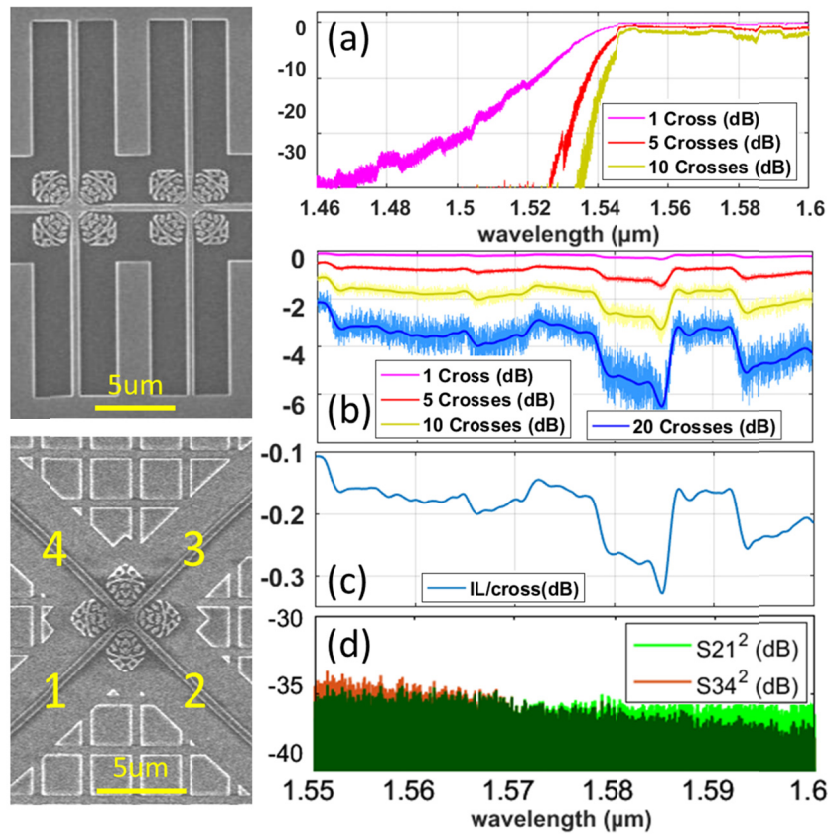 5um
4
3
1
2
5um
(a)
0
-10
-20
-30
1 Cross (dB)
5 Crosses (dB)
10 Crosses (dB)
1.46 1.48 1.5 1.52 1.54 1.56 1.58 1.6
wavelength (µm)
0
-2
-4
-6
(b)
1 Cross (dB)
5 Crosses (dB)
10 Crosses (dB)
20 Crosses (dB)
-0.1
-0.2
-0.3
(c)
IL/cross(dB)
-30
-35
-40
(d)
S21² (dB)
S34² (dB)
1.55 1.56 1.57 1.58 1.59 1.6
wavelength (µm)